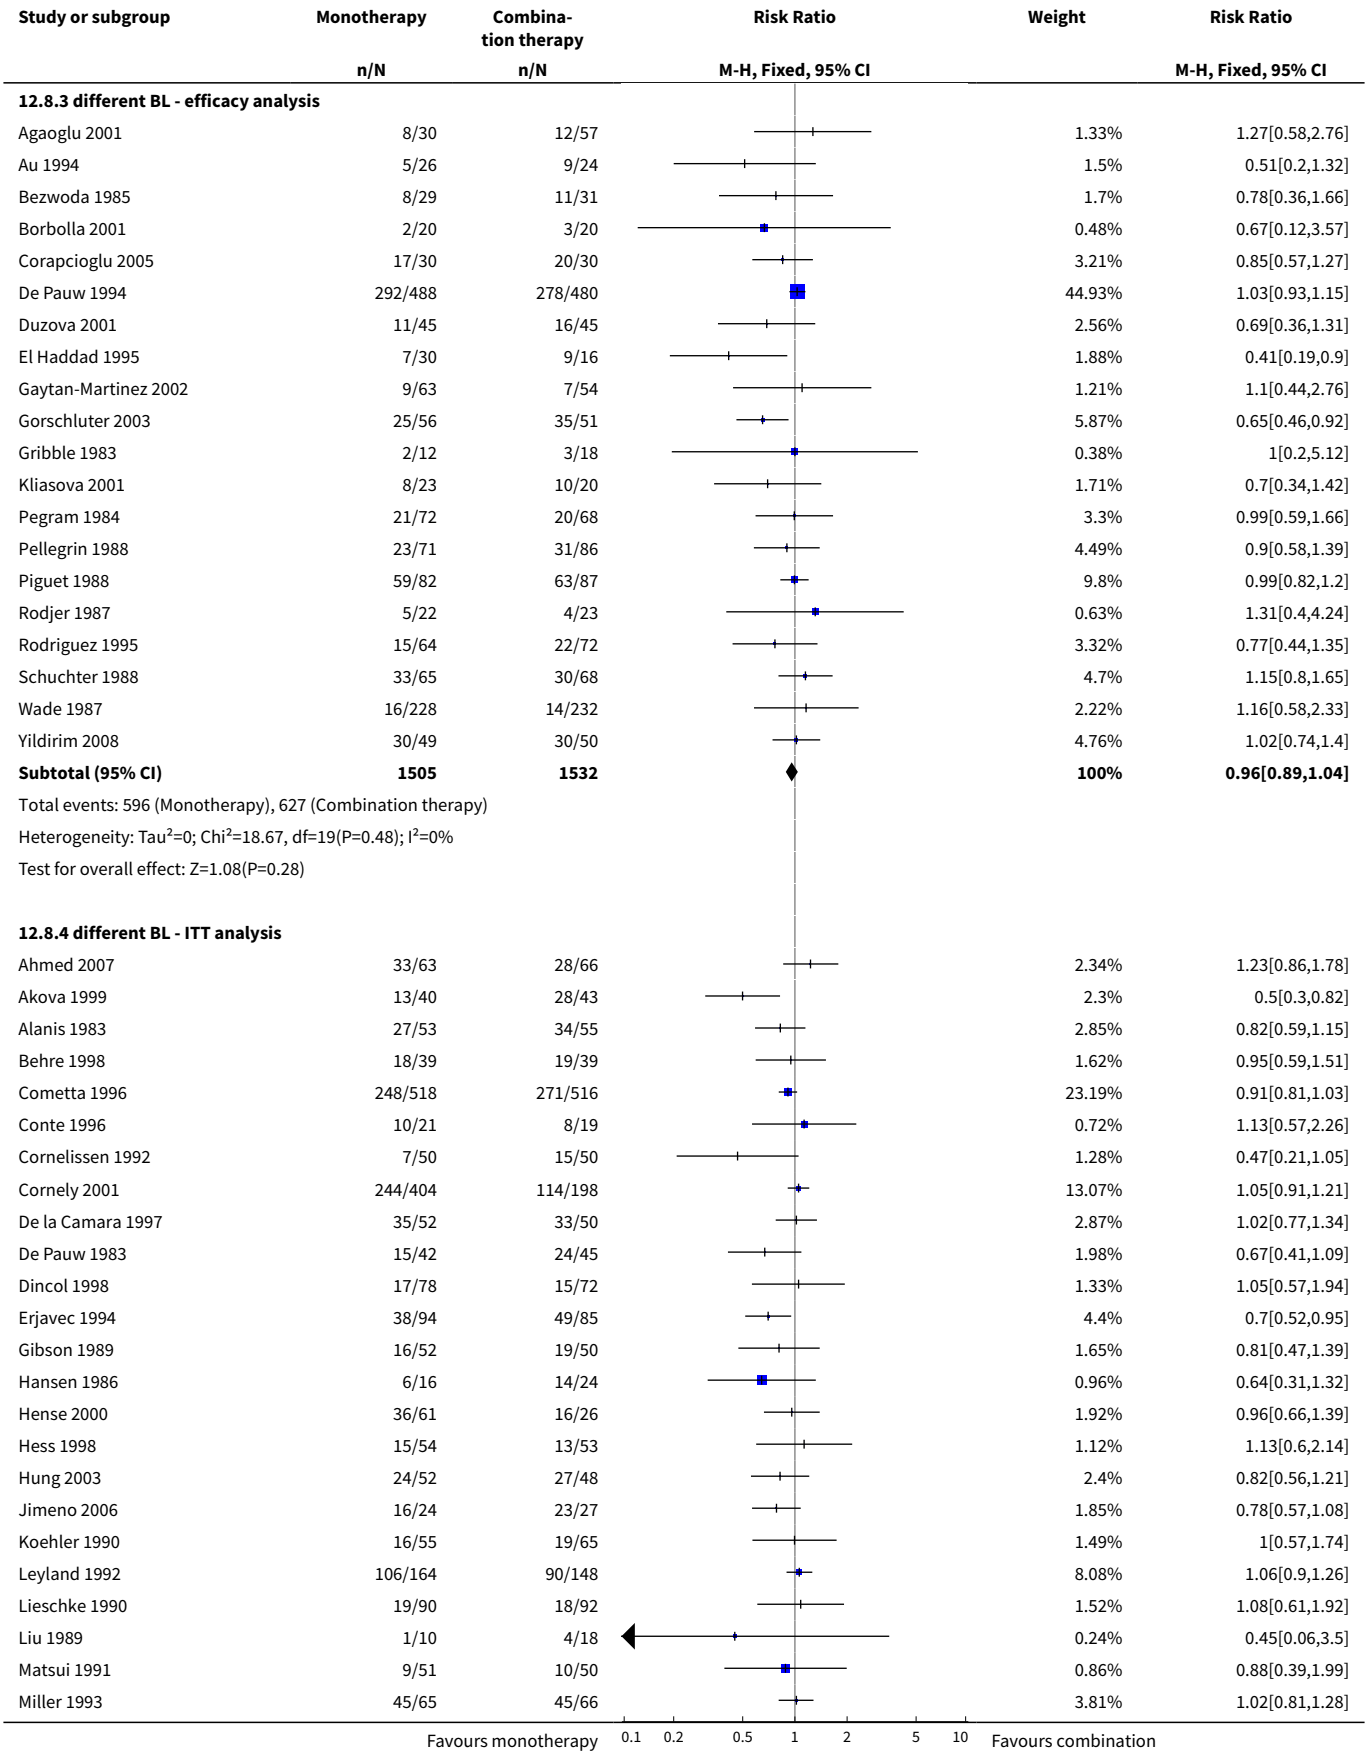 Study or subgroup Monotherapy Combina- Risk Ratio Weight Risk Ratio
tion therapy
n/N n/N M-H, Fixed, 95% CI M-H, Fixed, 95% CI
12.8.3 different BL - efficacy analysis
Agaoglu 2001 8/30 12/57 1.33% 1.27[0.58,2.76]
Au 1994 5/26 9/24 1.5% 0.51[0.2,1.32]
Bezwoda 1985 8/29 11/31 1.7% 0.78[0.36,1.66]
Borbolla 2001 2/20 3/20 0.48% 0.67[0.12,3.57]
Corapcioglu 2005 17/30 20/30 3.21% 0.85[0.57,1.27]
De Pauw 1994 292/488 278/480 44.93% 1.03[0.93,1.15]
Duzova 2001 11/45 16/45 2.56% 0.69[0.36,1.31]
El Haddad 1995 7/30 9/16 1.88% 0.41[0.19,0.9]
Gaytan-Martinez 2002 9/63 7/54 1.21% 1.1[0.44,2.76]
Gorschluter 2003 25/56 35/51 5.87% 0.65[0.46,0.92]
Gribble 1983 2/12 3/18 0.38% 1[0.2,5.12]
Kliasova 2001 8/23 10/20 1.71% 0.7[0.34,1.42]
Pegram 1984 21/72 20/68 3.3% 0.99[0.59,1.66]
Pellegrin 1988 23/71 31/86 4.49% 0.9[0.58,1.39]
Piguet 1988 59/82 63/87 9.8% 0.99[0.82,1.2]
Rodjer 1987 5/22 4/23 0.63% 1.31[0.4,4.24]
Rodriguez 1995 15/64 22/72 3.32% 0.77[0.44,1.35]
Schuchter 1988 33/65 30/68 4.7% 1.15[0.8,1.65]
Wade 1987 16/228 14/232 2.22% 1.16[0.58,2.33]
Yildirim 2008 30/49 30/50 4.76% 1.02[0.74,1.4]
Subtotal (95% CI) 1505 1532 100% 0.96[0.89,1.04]
Total events: 596 (Monotherapy), 627 (Combination therapy)
Heterogeneity: Tau²=0; Chi²=18.67, df=19(P=0.48); I²=0%
Test for overall effect: Z=1.08(P=0.28)
12.8.4 different BL - ITT analysis
Ahmed 2007 33/63 28/66 2.34% 1.23[0.86,1.78]
Akova 1999 13/40 28/43 2.3% 0.5[0.3,0.82]
Alanis 1983 27/53 34/55 2.85% 0.82[0.59,1.15]
Behre 1998 18/39 19/39 1.62% 0.95[0.59,1.51]
Cometta 1996 248/518 271/516 23.19% 0.91[0.81,1.03]
Conte 1996 10/21 8/19 0.72% 1.13[0.57,2.26]
Cornelissen 1992 7/50 15/50 1.28% 0.47[0.21,1.05]
Cornely 2001 244/404 114/198 13.07% 1.05[0.91,1.21]
De la Camara 1997 35/52 33/50 2.87% 1.02[0.77,1.34]
De Pauw 1983 15/42 24/45 1.98% 0.67[0.41,1.09]
Dincol 1998 17/78 15/72 1.33% 1.05[0.57,1.94]
Erjavec 1994 38/94 49/85 4.4% 0.7[0.52,0.95]
Gibson 1989 16/52 19/50 1.65% 0.81[0.47,1.39]
Hansen 1986 6/16 14/24 0.96% 0.64[0.31,1.32]
Hense 2000 36/61 16/26 1.92% 0.96[0.66,1.39]
Hess 1998 15/54 13/53 1.12% 1.13[0.6,2.14]
Hung 2003 24/52 27/48 2.4% 0.82[0.56,1.21]
Jimeno 2006 16/24 23/27 1.85% 0.78[0.57,1.08]
Koehler 1990 16/55 19/65 1.49% 1[0.57,1.74]
Leyland 1992 106/164 90/148 8.08% 1.06[0.9,1.26]
Lieschke 1990 19/90 18/92 1.52% 1.08[0.61,1.92]
Liu 1989 1/10 4/18 0.24% 0.45[0.06,3.5]
Matsui 1991 9/51 10/50 0.86% 0.88[0.39,1.99]
Miller 1993 45/65 45/66 3.81% 1.02[0.81,1.28]
Favours monotherapy 0.1 0.2 0.5 1 2 5 10 Favours combination